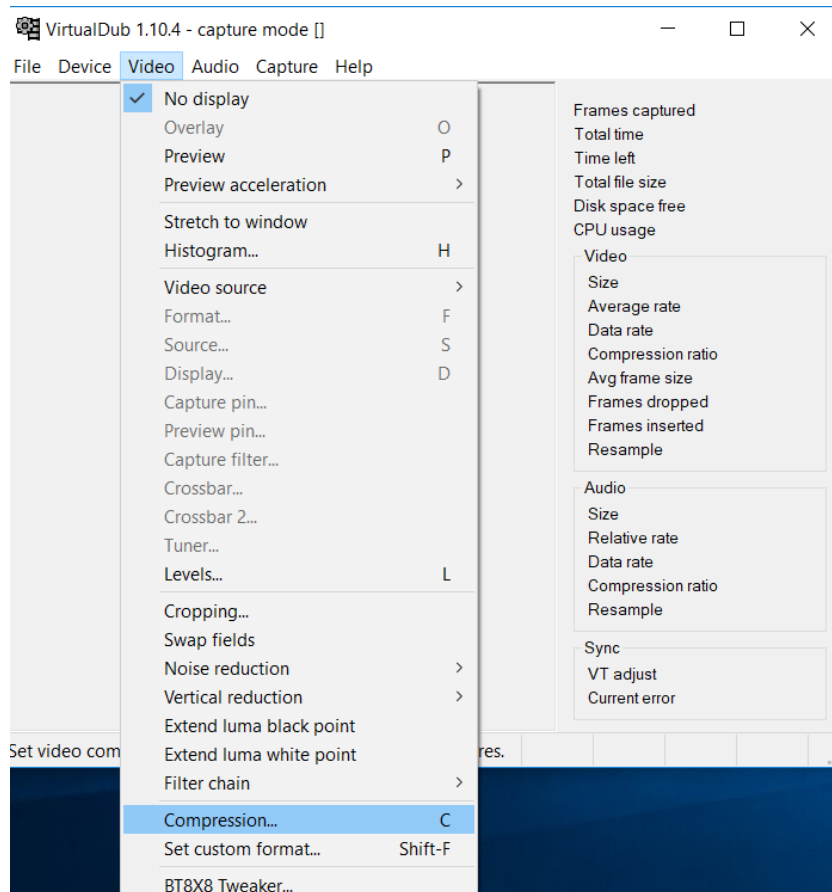 VirtualDub 1.10.4 - capture mode []
File Device Video Audio Capture Help
No display
Overlay O
Preview P
Preview acceleration
Stretch to window
Histogram... H
Video source
Format... F
Source... S
Display... D
Capture pin...
Preview pin...
Capture filter...
Crossbar...
Crossbar 2...
Tuner...
Levels... L
Cropping...
Swap fields
Noise reduction
Vertical reduction
Extend luma black point
Extend luma white point
Filter chain
Compression... C
Set custom format... Shift-F
BT8X8 Tweaker...
Frames captured
Total time
Time left
Total file size
Disk space free
CPU usage
Video
Size
Average rate
Data rate
Compression ratio
Avg frame size
Frames dropped
Frames inserted
Resample
Audio
Size
Relative rate
Data rate
Compression ratio
Resample
Sync
VT adjust
Current error
Set video com res.